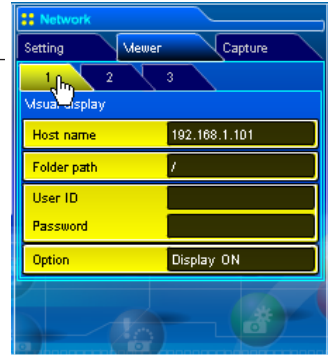 Network
Setting Viewer Capture
1 2 3
Visual display
Host name 192.168.1.101
Folder path /
User ID
Password
Option Display ON